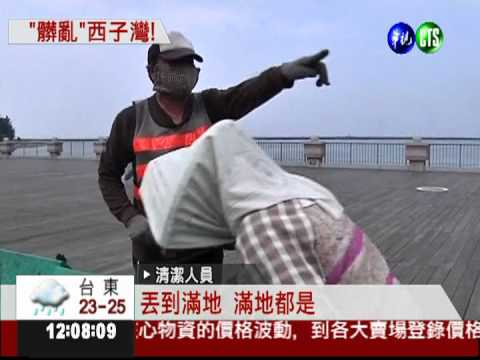 "髒亂"西子灣!
華視 CTS
清潔人員
丟到滿地 滿地都是
台東
23-25
12:08:09
心物資的價格波動，到各大賣場登錄價格